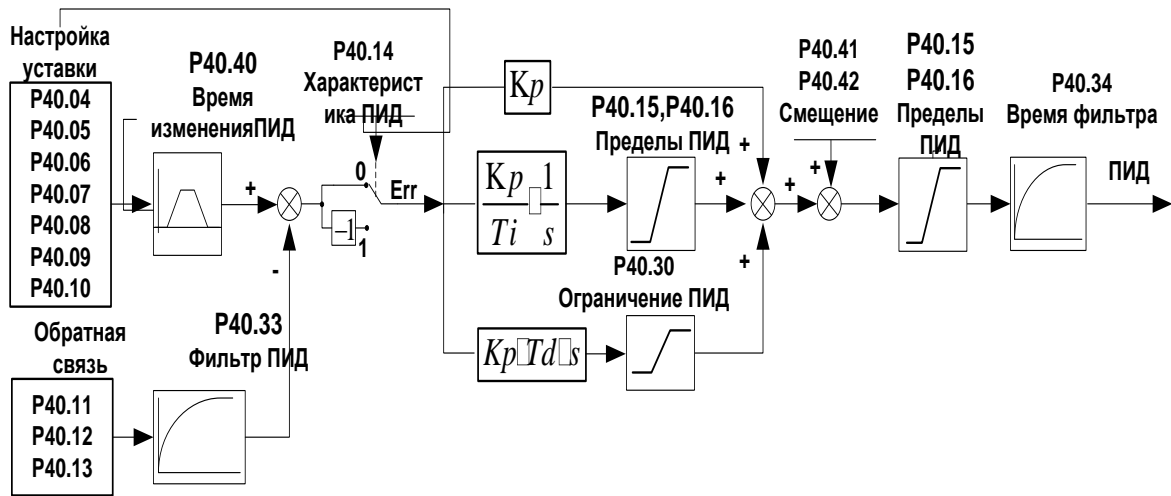 Настройка
уставки
P40.04
P40.05
P40.06
P40.07
P40.08
P40.09
P40.10
Обратная
связь
P40.11
P40.12
P40.13
P40.40
Время
измененияПИД
+
-
P40.33
Фильтр ПИД
P40.14
Характерист
ика ПИД
0
-1
1
Err
Kp
Kp 1
Ti s
Kp Td s
P40.15,P40.16
Пределы ПИД
P40.30
Ограничение ПИД
+
+
+
+
P40.41
P40.42
Смещение
+
P40.15
P40.16
Пределы
ПИД
P40.34
Время фильтра
ПИД